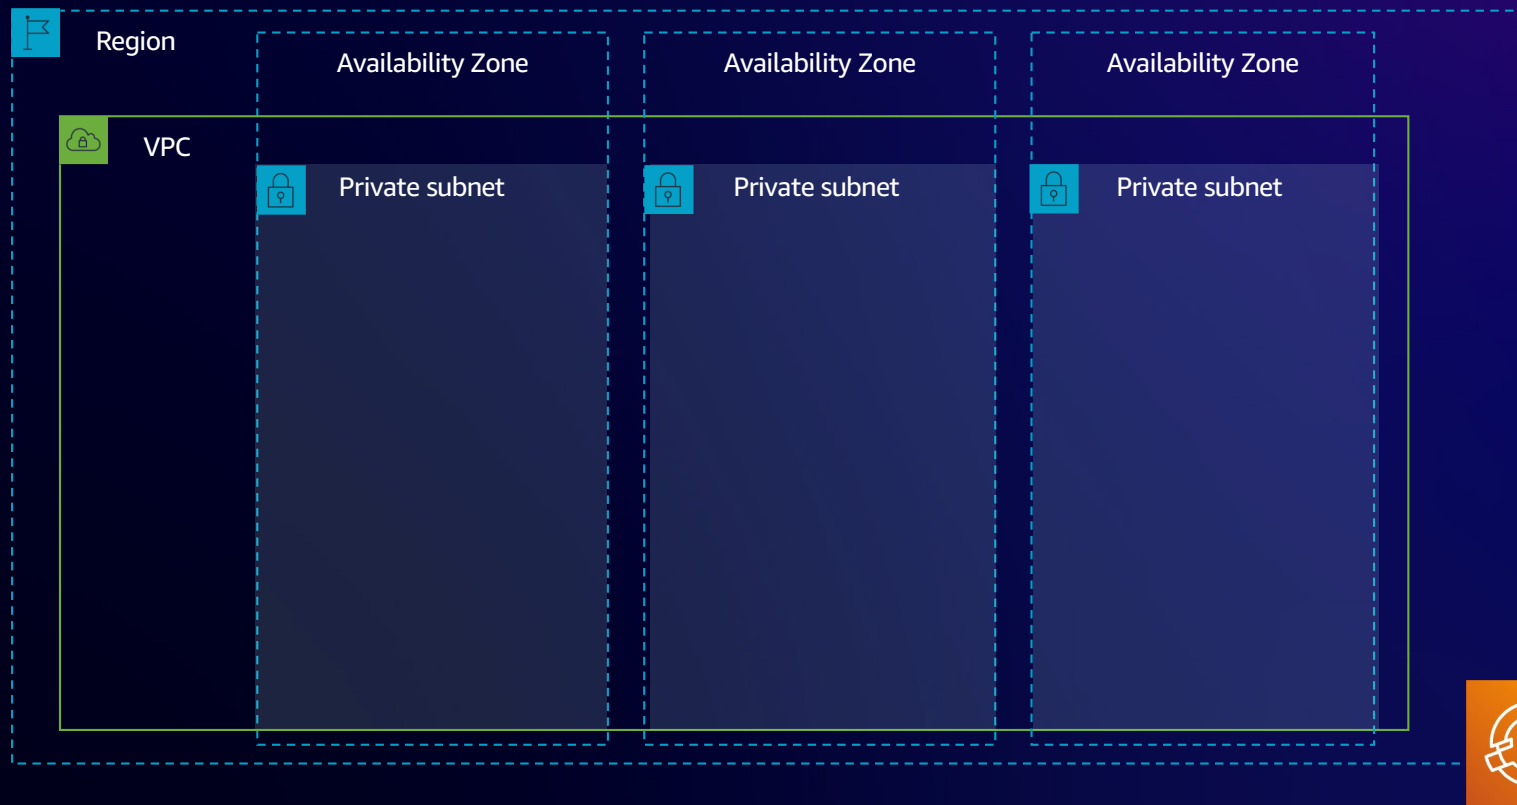 Region
Availability Zone
Availability Zone
Availability Zone
VPC
Private subnet
Private subnet
Private subnet